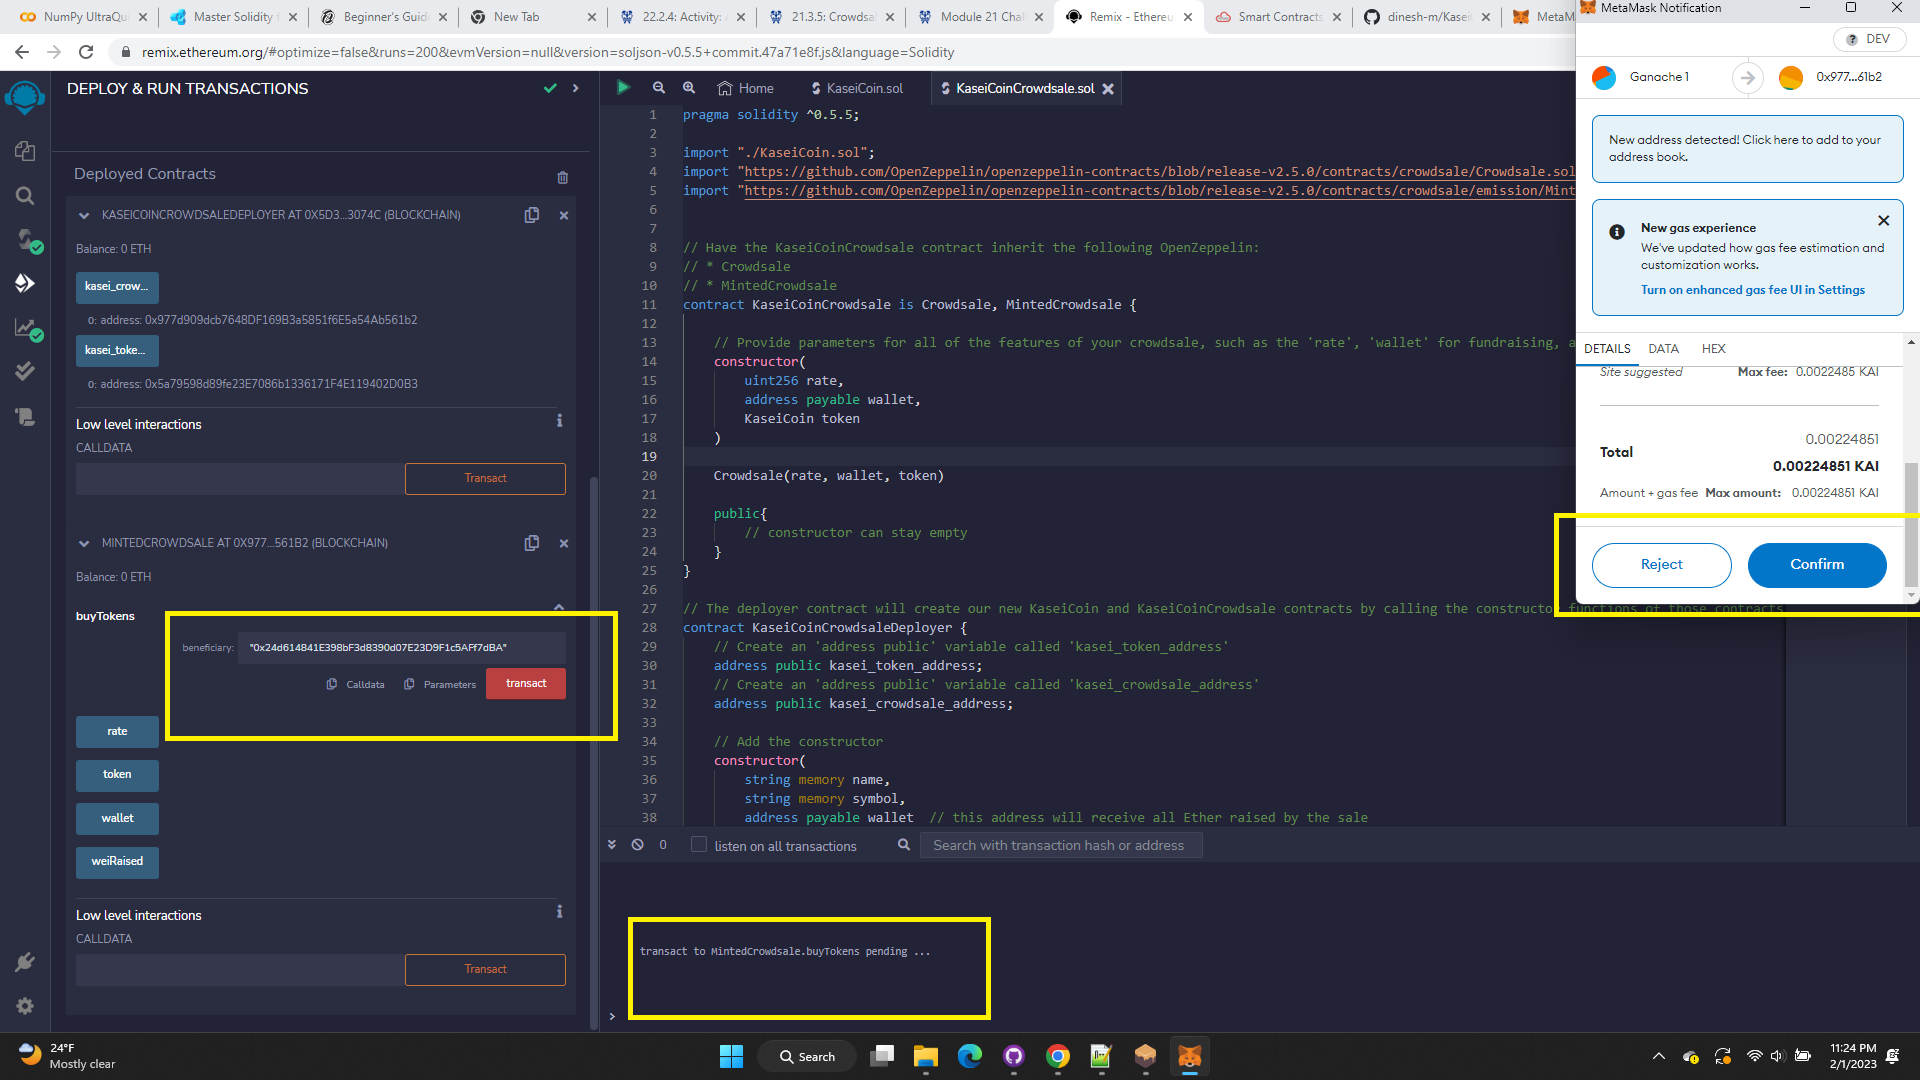 NumPy UltraQu
Master Solidity f
Beginner's Guid
New Tab
22.2.4: Activity: A
21.3.5: Crowdsal
Module 21 Chal
Remix - Ethereu
Smart Contracts
dinesh-m/Kasei
MetaM
remix.ethereum.org/#optimize=false&runs=200&evmVersion=null&version=soljson-v0.5.5+commit.47a71e8f.js&language=Solidity
DEPLOY & RUN TRANSACTIONS
Deployed Contracts
KASEICOINCROWDSALEDEPLOYER AT 0X5D3...3074C (BLOCKCHAIN)
Balance: 0 ETH
kasei_crow...
0: address: 0x977d909dcb7648DF169B3a5851f6E5a54Ab561b2
kasei_toke...
0: address: 0x5a79598d89fe23E7086b1336171F4E119402D0B3
Low level interactions
CALLDATA
Transact
MINTEDCROWDSALE AT 0X977...561B2 (BLOCKCHAIN)
Balance: 0 ETH
buyTokens
beneficiary: "0x24d614841E398bF3d8390d07E23D9F1c5APf7dBA"
Calldata Parameters transact
rate
token
wallet
weiRaised
Low level interactions
CALLDATA
Transact
Home
KaseiCoin.sol
KaseiCoinCrowdsale.sol
1 pragma solidity ^0.5.5;
2
3 import "./KaseiCoin.sol";
4 import "https://github.com/OpenZeppelin/openzeppelin-contracts/blob/release-v2.5.0/contracts/crowdsale/Crowdsale.sol
5 import "https://github.com/OpenZeppelin/openzeppelin-contracts/blob/release-v2.5.0/contracts/crowdsale/emission/Mint
6
7
8 // Have the KaseiCoinCrowdsale contract inherit the following OpenZeppelin:
9 // * Crowdsale
10 // * MintedCrowdsale
11 contract KaseiCoinCrowdsale is Crowdsale, MintedCrowdsale {
12
13 // Provide parameters for all of the features of your crowdsale, such as the 'rate', 'wallet' for fundraising, a
14 constructor(
15 uint256 rate,
16 address payable wallet,
17 KaseiCoin token
18 )
19
20 Crowdsale(rate, wallet, token)
21
22 public{
23 // constructor can stay empty
24 }
25 }
26
27 // The deployer contract will create our new KaseiCoin and KaseiCoinCrowdsale contracts by calling the constructor functions of those contracts
28 contract KaseiCoinCrowdsaleDeployer {
29 // Create an 'address public' variable called 'kasei_token_address'
30 address public kasei_token_address;
31 // Create an 'address public' variable called 'kasei_crowdsale_address'
32 address public kasei_crowdsale_address;
33
34 // Add the constructor
35 constructor(
36 string memory name,
37 string memory symbol,
38 address payable wallet // this address will receive all Ether raised by the sale
0
listen on all transactions
Search with transaction hash or address
transact to MintedCrowdsale.buyTokens pending ...
>
MetaMask Notification
DEV
Ganache 1
0x977...61b2
New address detected! Click here to add to your
address book.
New gas experience
We've updated how gas fee estimation and
customization works.
Turn on enhanced gas fee UI in Settings
DETAILS DATA HEX
Site suggested Max fee: 0.0022485 KAI
0.00224851
Total
0.00224851 KAI
Amount + gas fee Max amount: 0.00224851 KAI
Reject Confirm
24°F
Mostly clear
Search
11:24 PM
2/1/2023